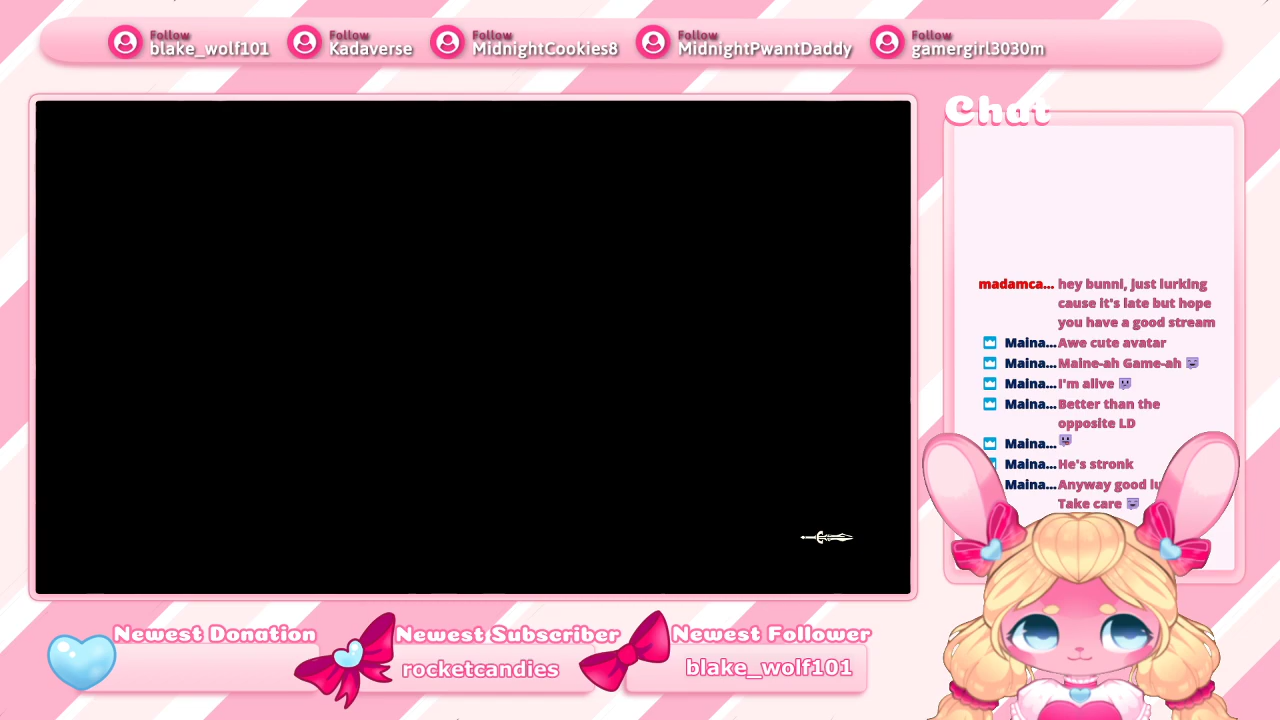 Follow
blake_wolf101
Follow
Kadaverse
Follow
MidnightCookies8
Follow
MidnightPwantDaddy
Follow
gamergirl3030m
Chat
madamca... hey bunni, just lurking
cause it's late but hope
you have a good stream
Maina... Awe cute avatar
Maina... Maine-ah Game-ah
Maina... I'm alive
Maina... Better than the
opposite LD
Maina...
Maina... He's stronk
Maina... Anyway good
Take care
Newest Donation
Newest Subscriber
rocketcandies
Newest Follower
blake_wolf101